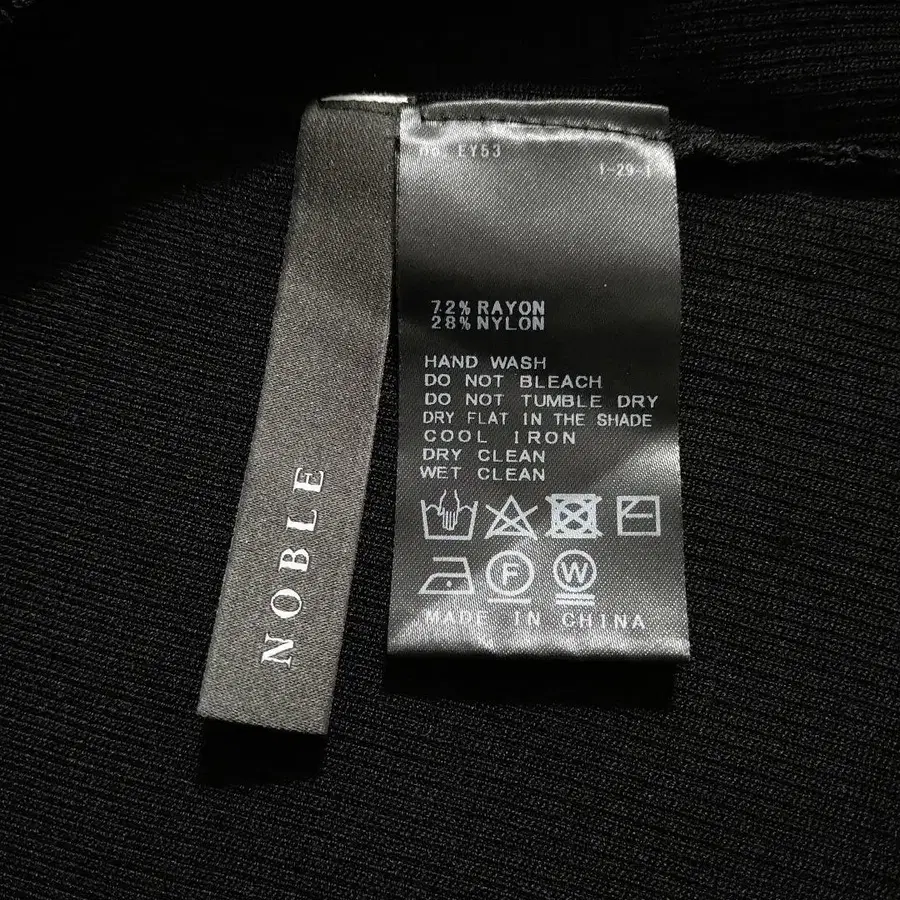 NOBLE
EY53
1-29-1
72% RAYON
28% NYLON
HAND WASH
DO NOT BLEACH
DO NOT TUMBLE DRY
DRY FLAT IN THE SHADE
COOL IRON
DRY CLEAN
WET CLEAN
F W
MADE IN CHINA